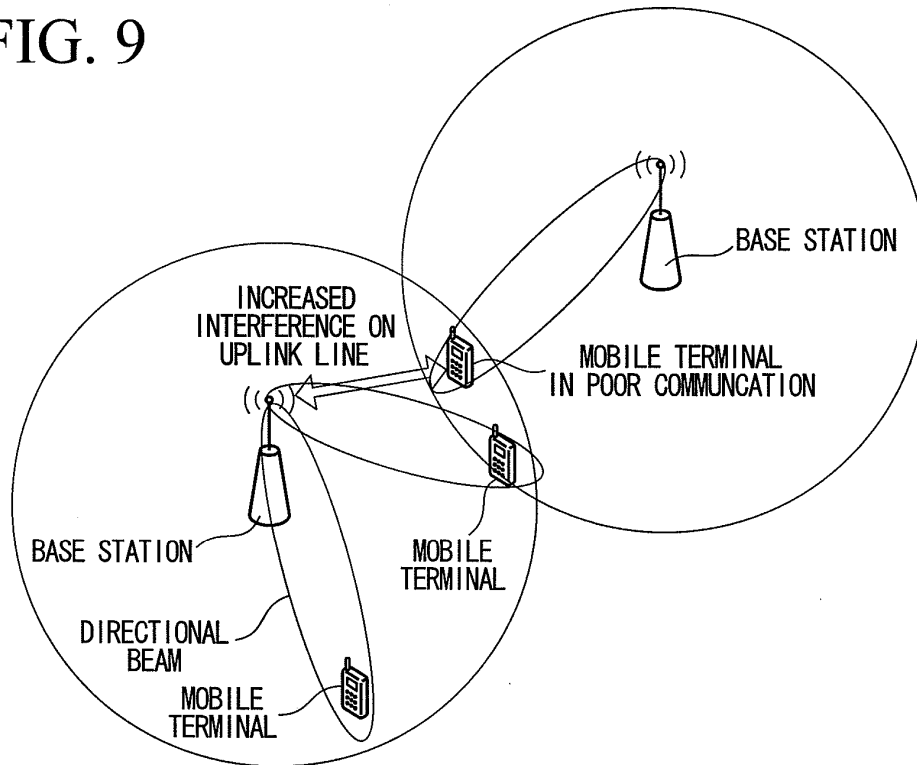 FIG. 9
BASE STATION
INCREASED
INTERFERENCE ON
UPLINK LINE
MOBILE TERMINAL
IN POOR COMMUNCATION
BASE STATION
MOBILE
TERMINAL
DIRECTIONAL
BEAM
MOBILE
TERMINAL